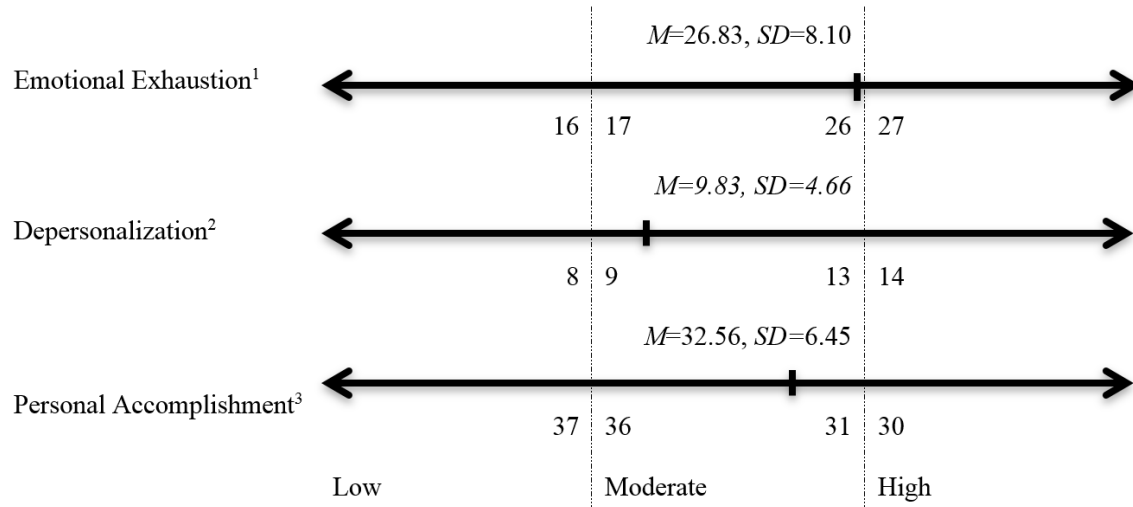 M=26.83, SD=8.10
Emotional Exhaustion¹
16 17 26 27
M=9.83, SD=4.66
Depersonalization²
8 9 13 14
M=32.56, SD=6.45
Personal Accomplishment³
37 36 31 30
Low Moderate High